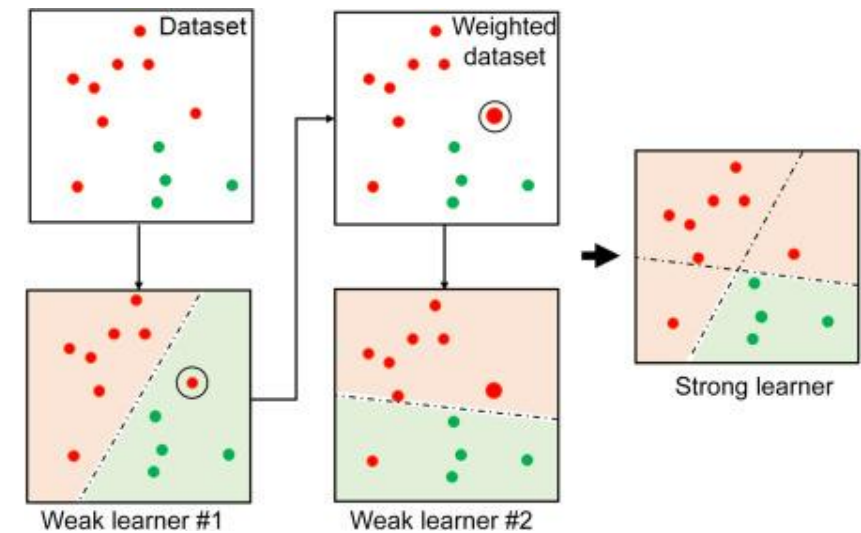 Dataset
Weighted
dataset
Strong learner
Weak learner #1
Weak learner #2